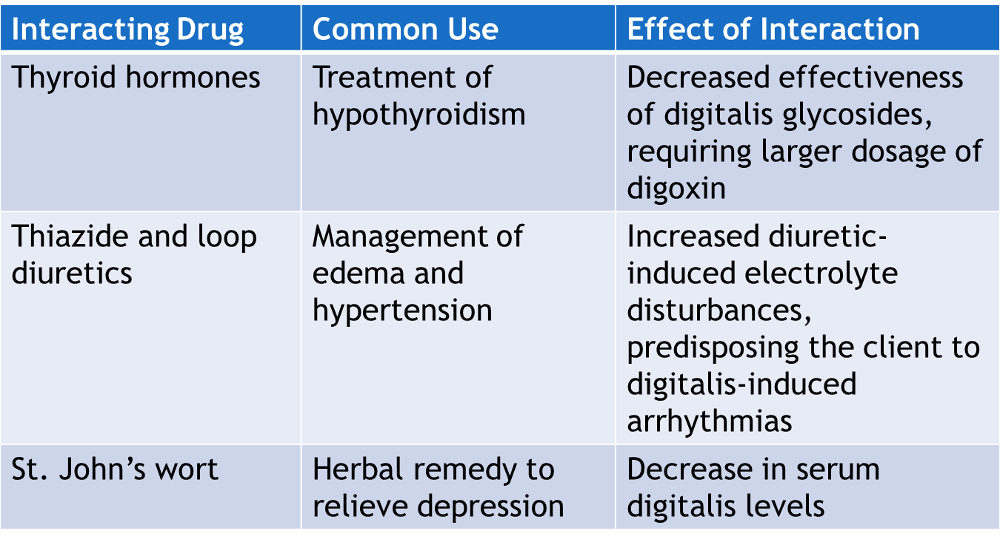 Interacting Drug
Common Use
Effect of Interaction
Thyroid hormones
Treatment of
hypothyroidism
Decreased effectiveness
of digitalis glycosides,
requiring larger dosage of
digoxin
Thiazide and loop
diuretics
Management of
edema and
hypertension
Increased diuretic-
induced electrolyte
disturbances,
predisposing the client to
digitalis-induced
arrhythmias
St. John’s wort
Herbal remedy to
relieve depression
Decrease in serum
digitalis levels